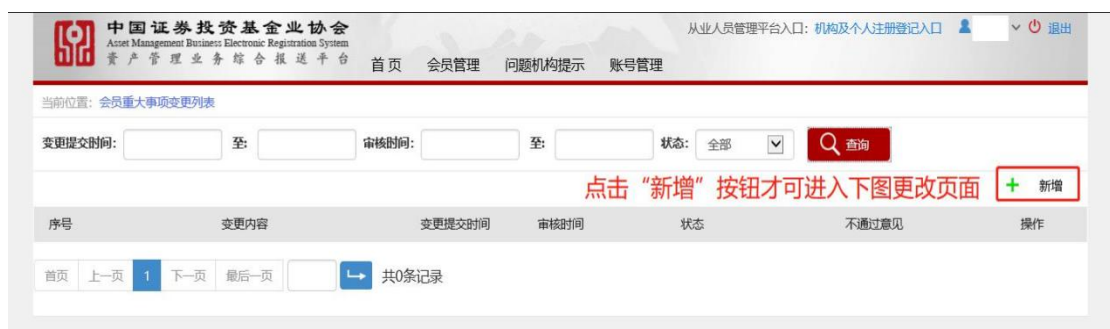 中国证券投资基金业协会
Asset Management Business Electronic Registration System
资产管理业务综合报送平台
首页 会员管理 问题机构提示 账号管理
从业人员管理平台入口：机构及个人注册登记入口 退出
当前位置：会员重大事项变更列表
变更提交时间： 至： 审核时间： 至： 状态： 全部 查询
点击“新增”按钮才可进入下图更改页面 + 新增
序号 变更内容 变更提交时间 审核时间 状态 不通过意见 操作
首页 上一页 1 下一页 最后一页 共0条记录